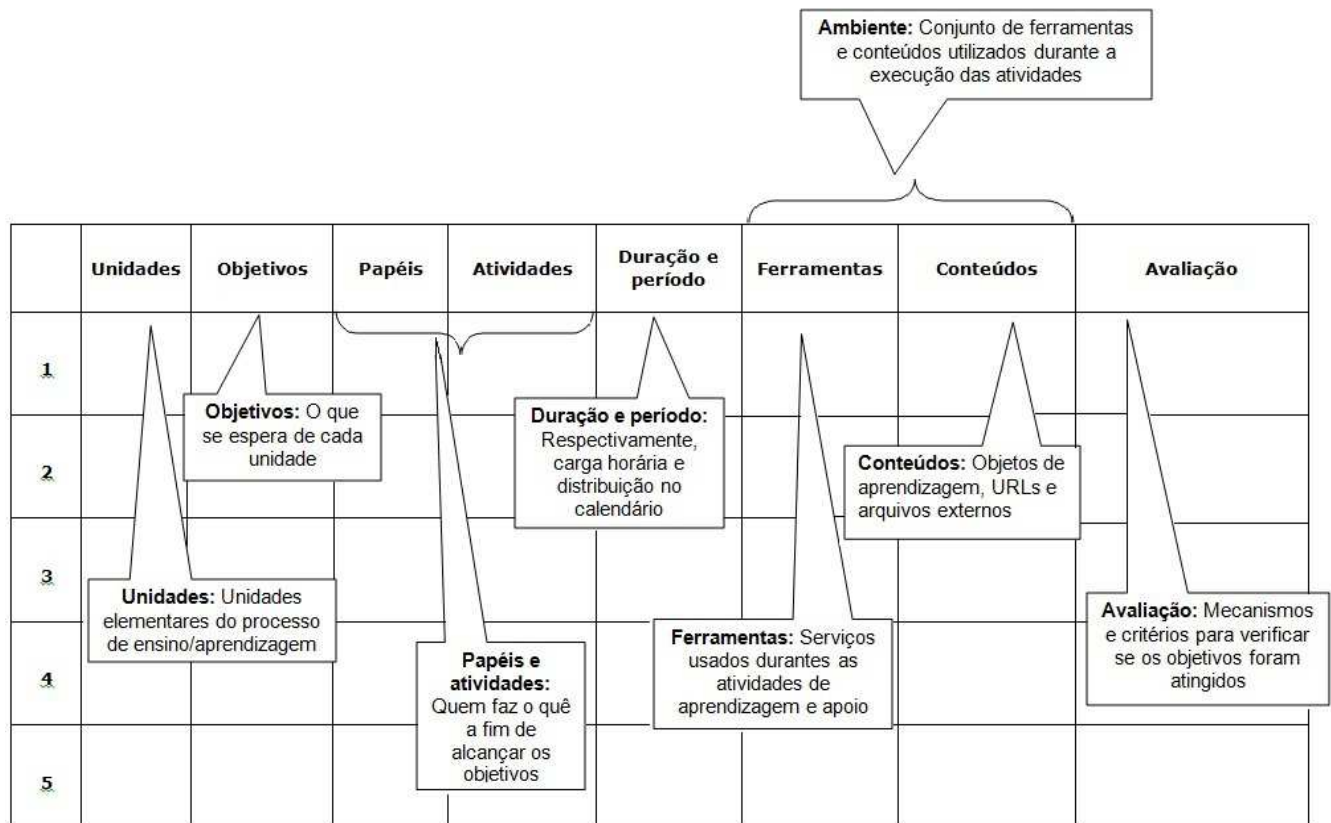 Ambiente: Conjunto de ferramentas
e conteúdos utilizados durante a
execução das atividades
Unidades
Objetivos
Papéis
Atividades
Duração e
período
Ferramentas
Conteúdos
Avaliação
1
2
3
4
5
Objetivos: O que
se espera de cada
unidade
Duração e período:
Respectivamente,
carga horária e
distribuição no
calendário
Conteúdos: Objetos de
aprendizagem, URLs e
arquivos externos
Unidades: Unidades
elementares do processo
de ensino/aprendizagem
Papéis e
atividades:
Quem faz o quê
a fim de
alcançar os
objetivos
Ferramentas: Serviços
usados durantes as
atividades de
aprendizagem e apoio
Avaliação: Mecanismos
e critérios para verificar
se os objetivos foram
atingidos